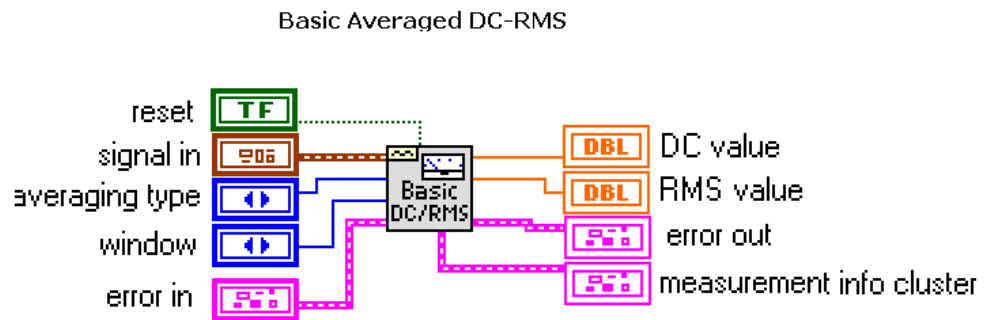 Basic Averaged DC-RMS
reset
TF
signal in
averaging type
window
error in
Basic
DC/RMS
DBL
DC value
DBL
RMS value
error out
measurement info cluster